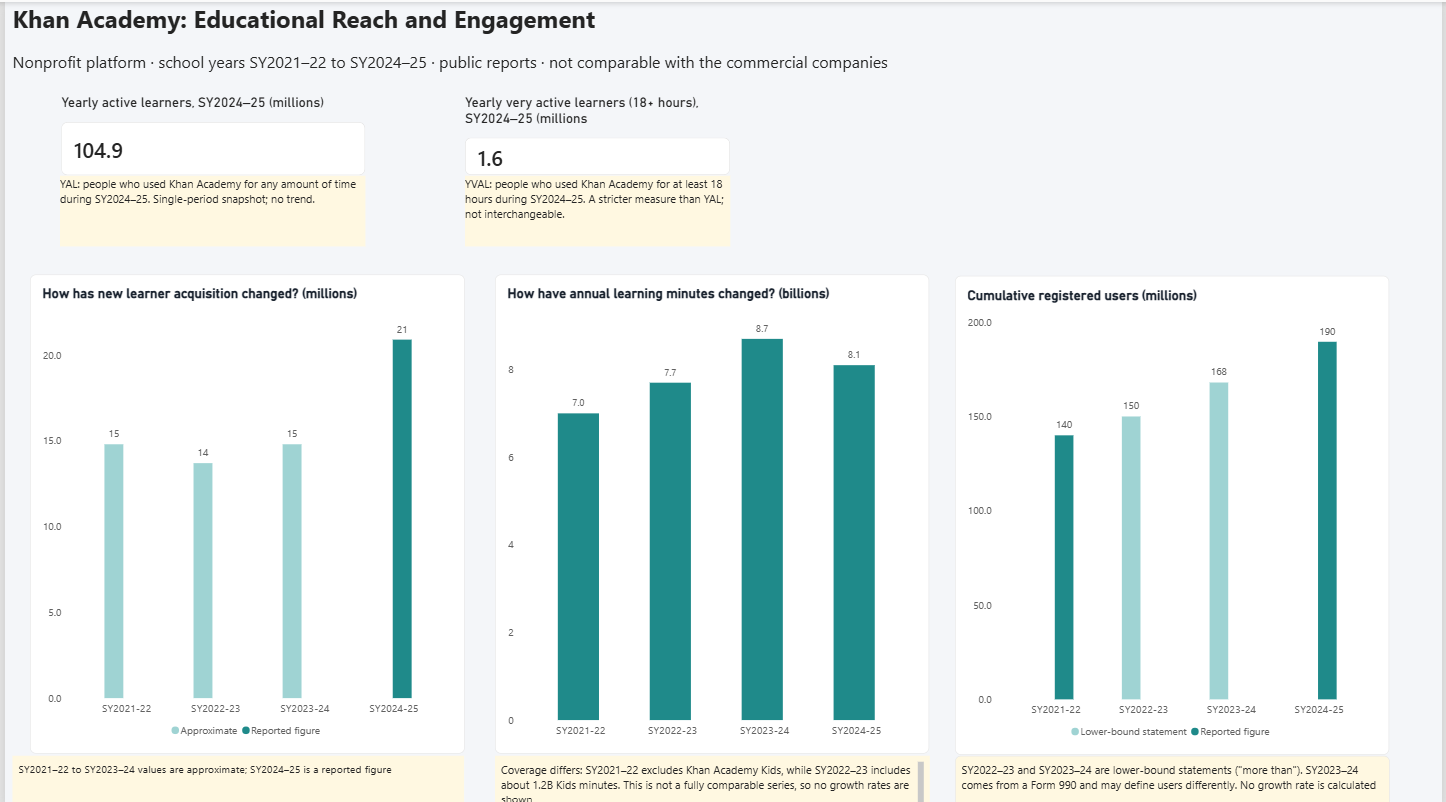 Khan Academy: Educational Reach and Engagement
Nonprofit platform · school years SY2021–22 to SY2024–25 · public reports · not comparable with the commercial companies
Yearly active learners, SY2024–25 (millions)
104.9
YAL: people who used Khan Academy for any amount of time
during SY2024–25. Single-period snapshot; no trend.
Yearly very active learners (18+ hours),
SY2024–25 (millions
1.6
YVAL: people who used Khan Academy for at least 18
hours during SY2024–25. A stricter measure than YAL;
not interchangeable.
How has new learner acquisition changed? (millions)
20.0
15.0
10.0
5.0
0.0
15
14
15
21
SY2021-22
SY2022-23
SY2023-24
SY2024-25
Approximate
Reported figure
SY2021–22 to SY2023–24 values are approximate; SY2024–25 is a reported figure
How have annual learning minutes changed? (billions)
8
6
4
2
0
7.0
7.7
8.7
8.1
SY2021-22
SY2022-23
SY2023-24
SY2024-25
Coverage differs: SY2021–22 excludes Khan Academy Kids, while SY2022–23 includes
about 1.2B Kids minutes. This is not a fully comparable series, so no growth rates are
shown
Cumulative registered users (millions)
200.0
150.0
100.0
50.0
0.0
140
150
168
190
SY2021-22
SY2022-23
SY2023-24
SY2024-25
Lower-bound statement
Reported figure
SY2022–23 and SY2023–24 are lower-bound statements ("more than"). SY2023–24
comes from a Form 990 and may define users differently. No growth rate is calculated